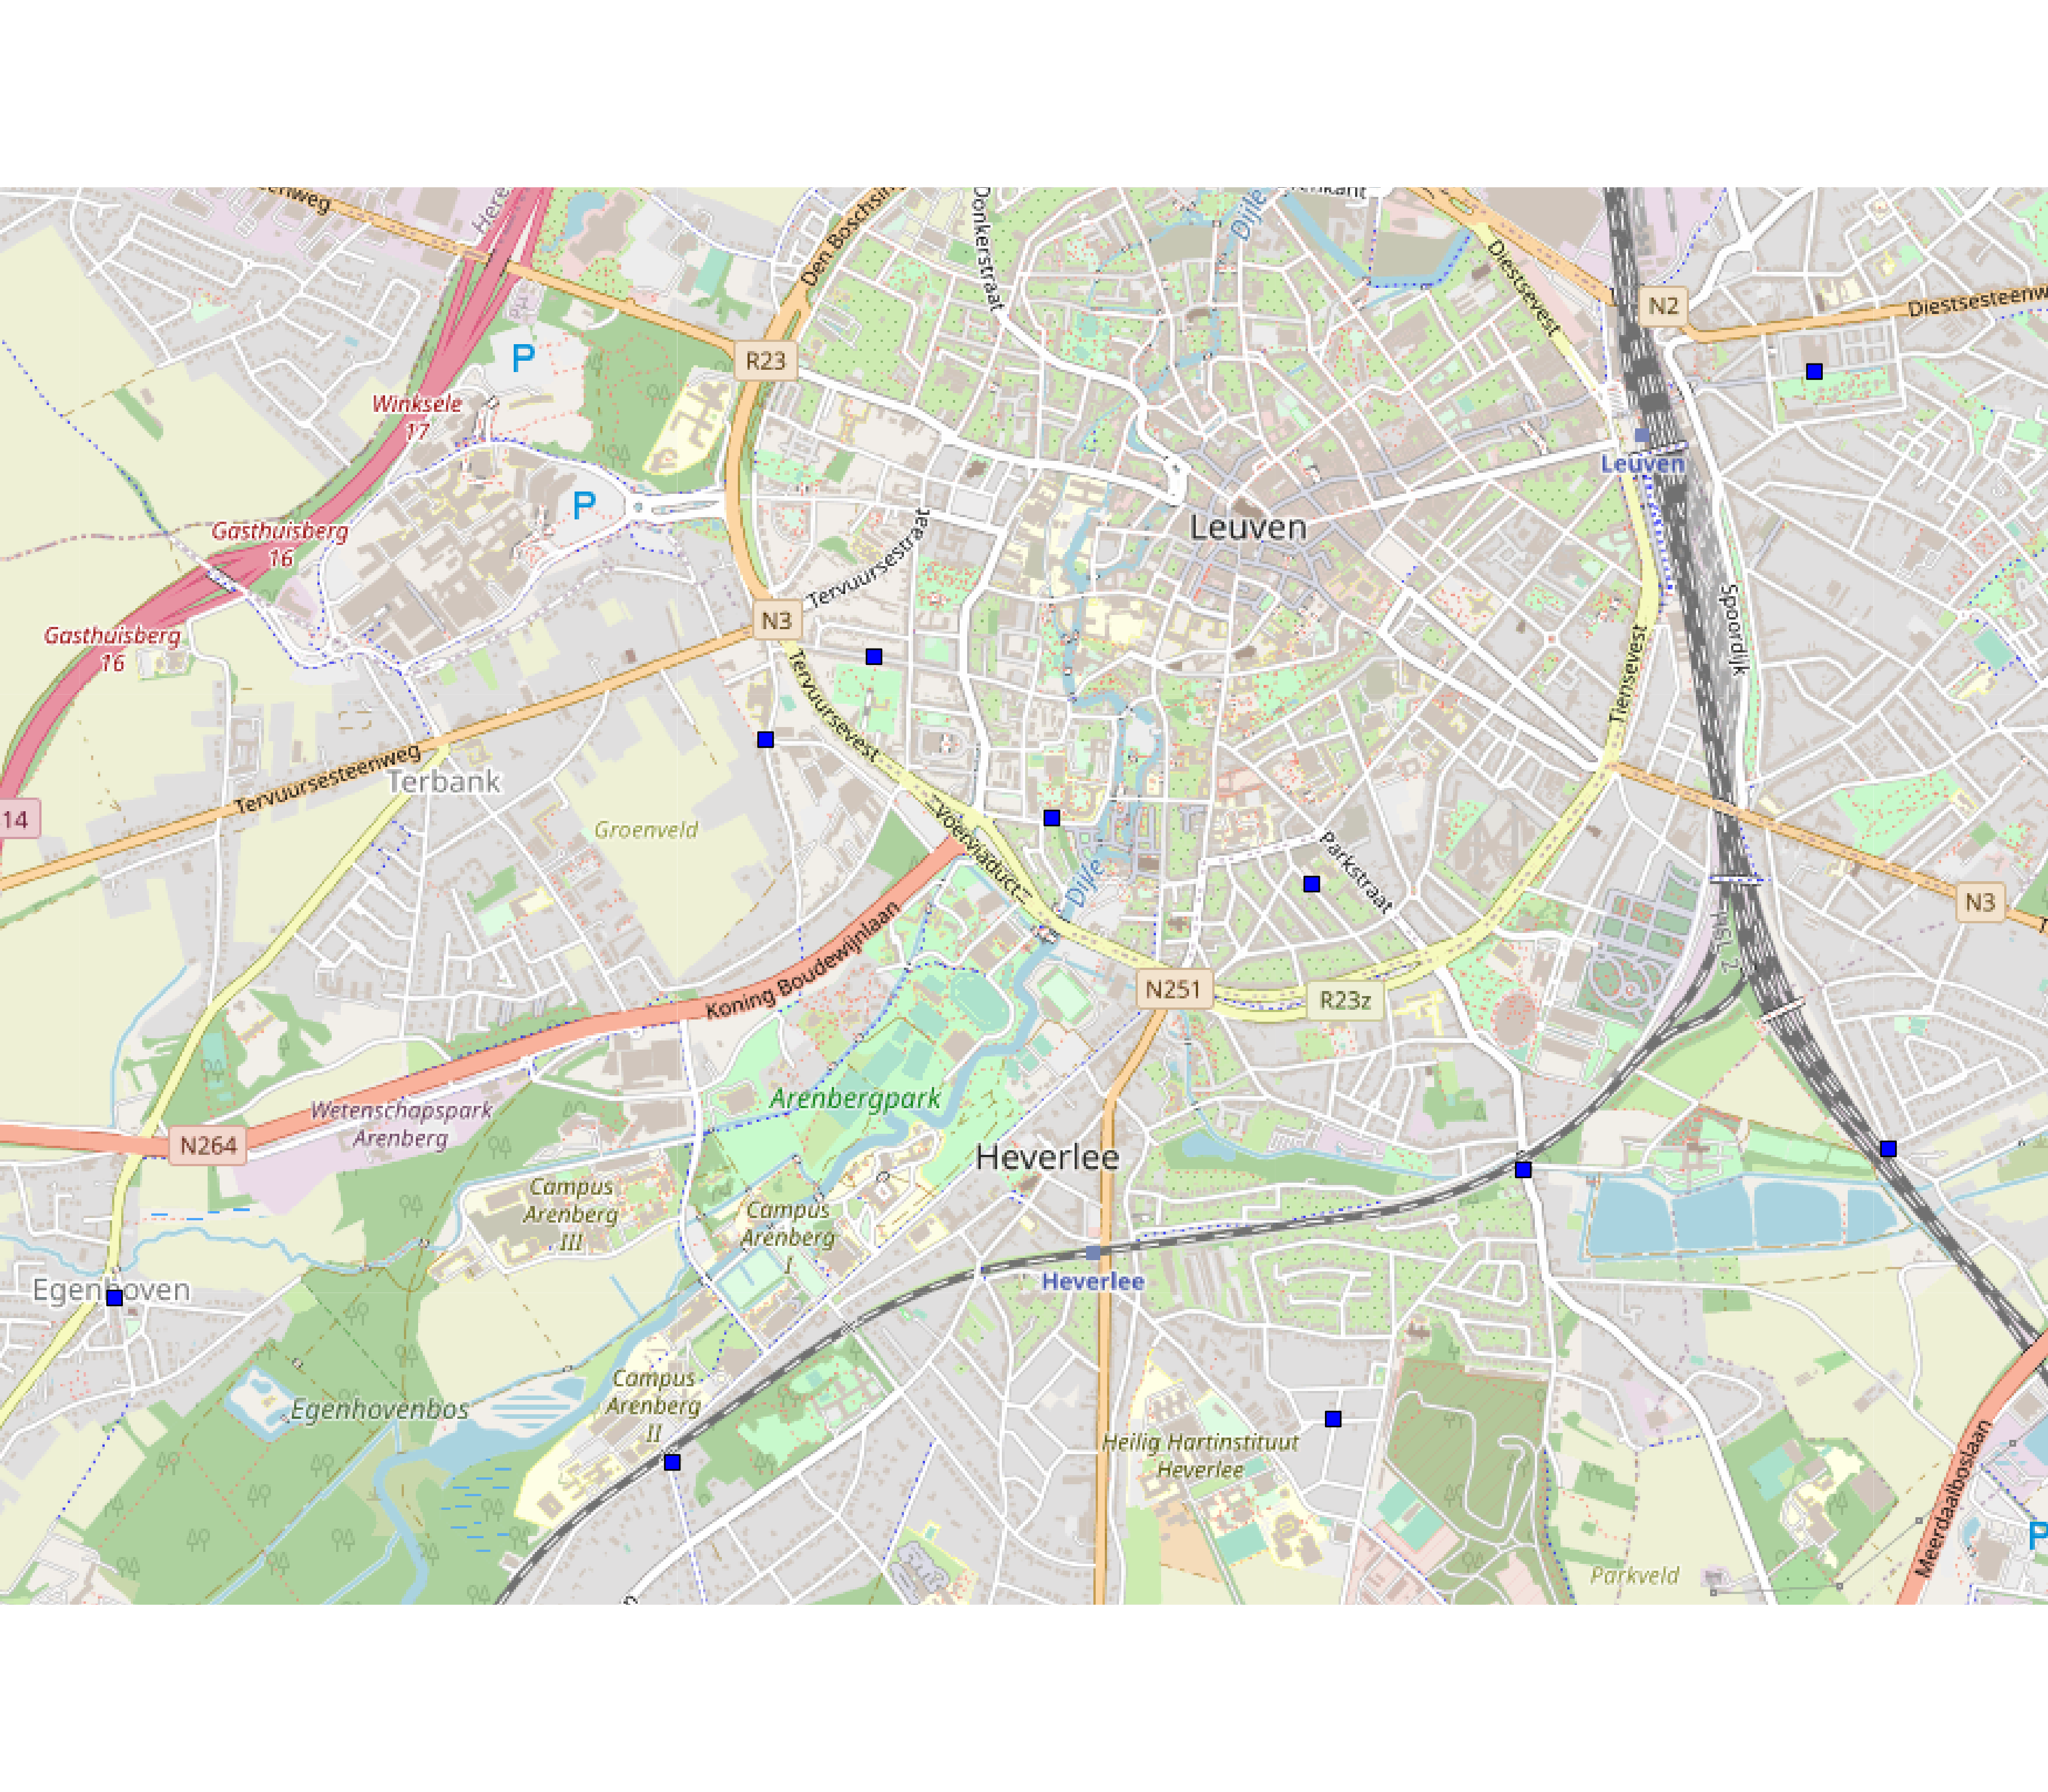 Donkerstraat
Dijle
Den Boschsin
Diestsevest
N2
Diestsesteenw
P
R23
Winksele
17
Leuven
P
Leuven
Gasthuisberg
16
Tervuursestraat
N3
Spoordijk
Gasthuisberg
16
Tiensevest
Tervuursevest
Tervuursesteenweg
Terbank
14
Groenveld
"Voerviaduct"
Parkstraat
Dijle
N3
Koning Boudewijnlaan
N251
R23z
Arenbergpark
Wetenschapspark
Arenberg
N264
Heverlee
Campus
Arenberg
III
Campus
Arenberg
I
Egenhoven
Heverlee
Campus
Arenberg
II
Egenhovenbos
Heilig Hartinstituut
Heverlee
Meerdaalboslaan
P
Parkveld